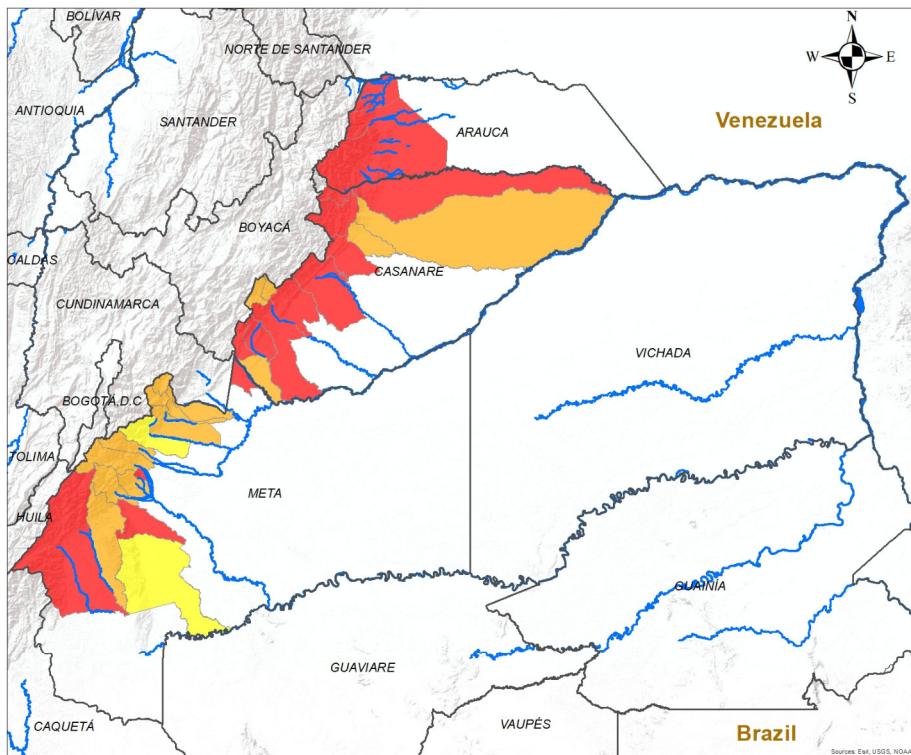 BOLÍVAR
N
NORTE DE SANTANDER
W
E
S
ANTIOQUIA
SANTANDER
ARAUCA
Venezuela
BOYACÁ
CALDAS
CASANARE
CUNDINAMARCA
VICHADA
BOGOTÁ, D.C
TOLIMA
META
HUILA
GUAINÍA
GUAVIARE
CAQUETÁ
VAUPÉS
Brazil
Sources: Esri, USGS, NOAA